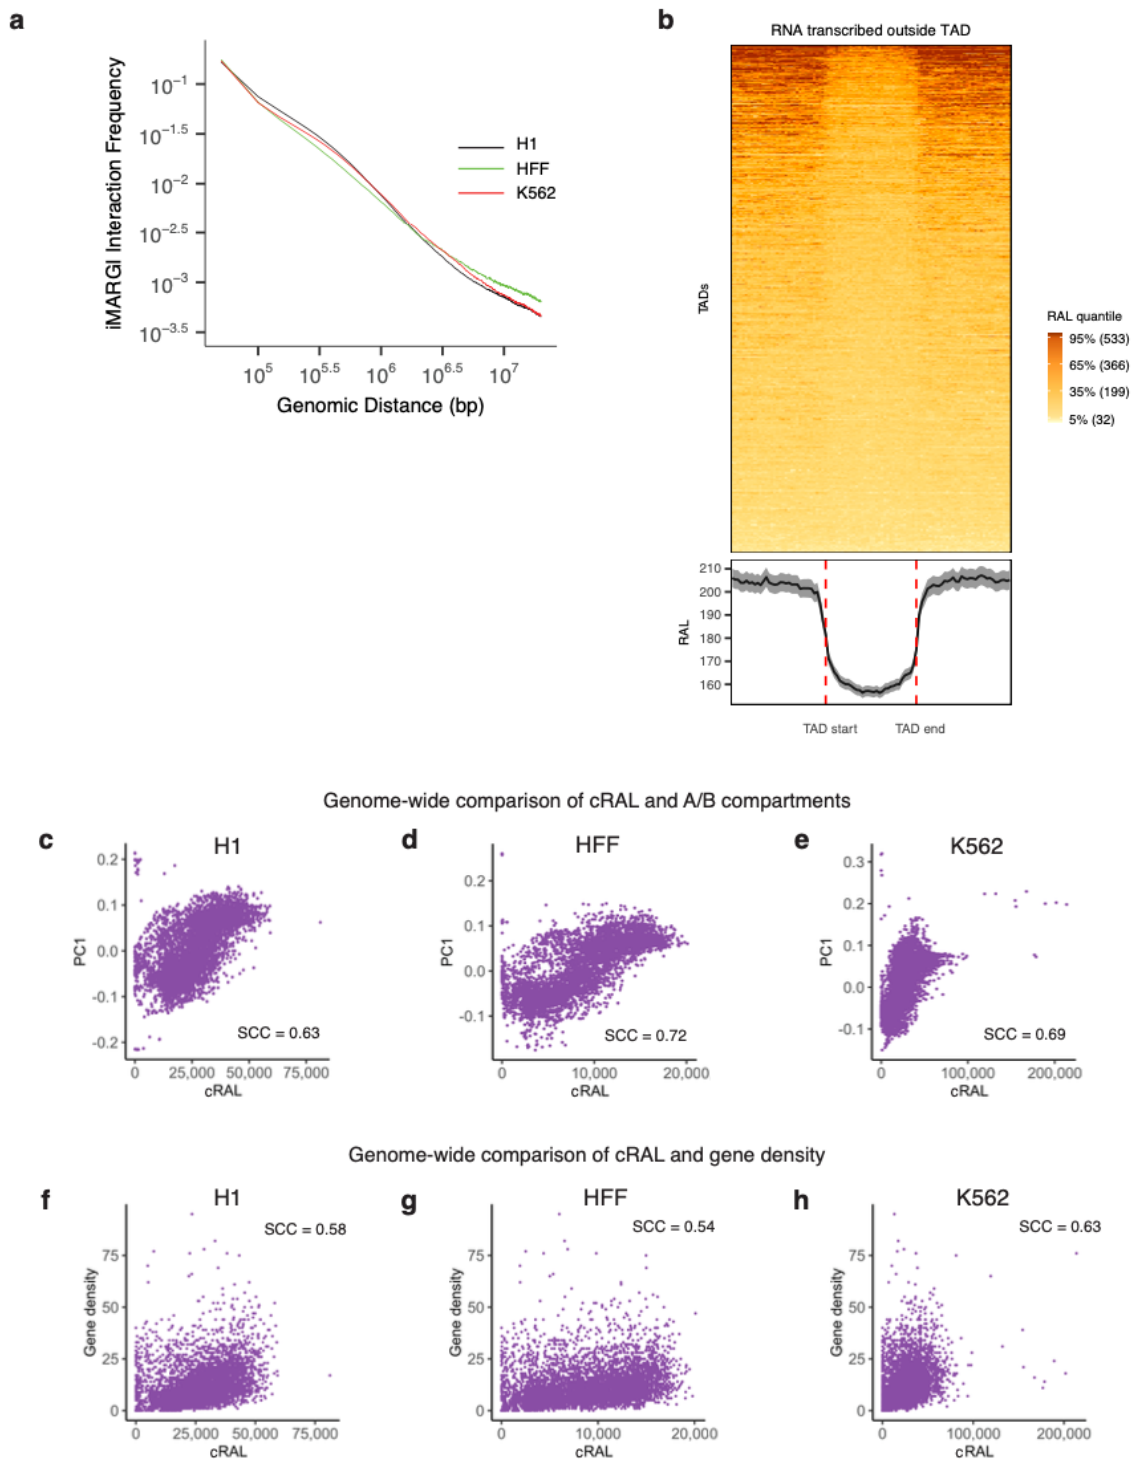 a
iMARGI Interaction Frequency
10^-1
10^-1.5
10^-2
10^-2.5
10^-3
10^-3.5
10^5
10^5.5
10^6
10^6.5
10^7
Genomic Distance (bp)
H1
HFF
K562
b
RNA transcribed outside TAD
TADs
RAL quantile
95% (533)
65% (366)
35% (199)
5% (32)
RAL
210
200
190
180
170
160
TAD start
TAD end
Genome-wide comparison of cRAL and A/B compartments
c
H1
PC1
0.2
0.1
0.0
-0.1
-0.2
SCC = 0.63
0
25,000
50,000
75,000
cRAL
d
HFF
PC1
0.2
0.1
0.0
-0.1
SCC = 0.72
0
10,000
20,000
cRAL
e
K562
PC1
0.3
0.2
0.1
0.0
-0.1
SCC = 0.69
0
100,000
200,000
cRAL
Genome-wide comparison of cRAL and gene density
f
H1
SCC = 0.58
Gene density
75
50
25
0
0
25,000
50,000
75,000
cRAL
g
HFF
SCC = 0.54
Gene density
75
50
25
0
0
10,000
20,000
cRAL
h
K562
SCC = 0.63
Gene density
75
50
25
0
0
100,000
200,000
cRAL